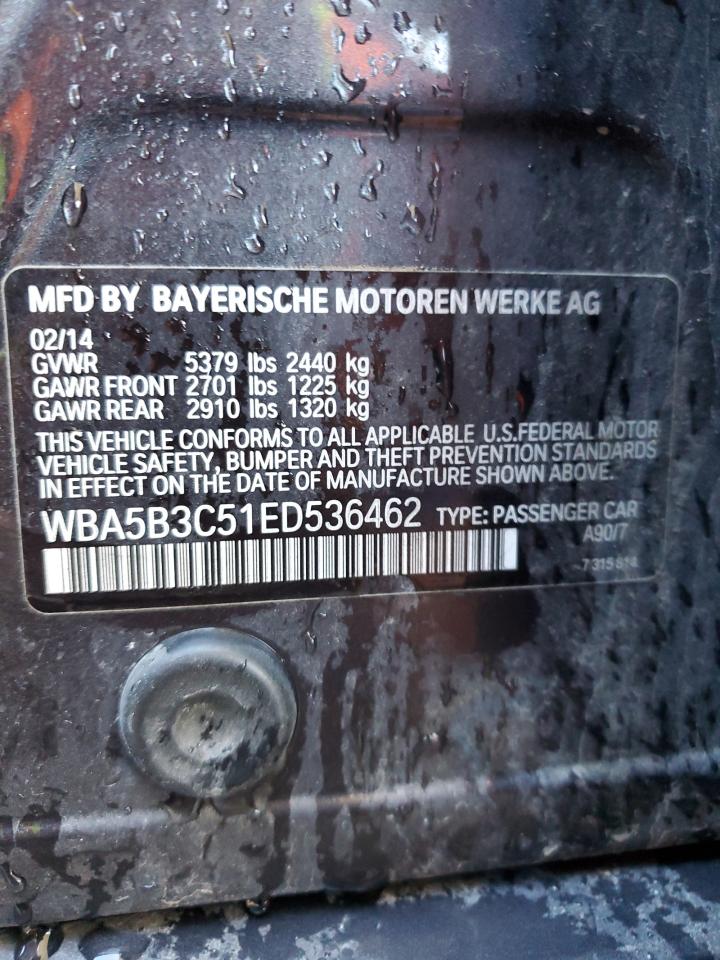 MFD BY BAYERISCHE MOTOREN WERKE AG
02/14
GVWR 5379 lbs 2440 kg
GAWR FRONT 2701 lbs 1225 kg
GAWR REAR 2910 lbs 1320 kg
THIS VEHICLE CONFORMS TO ALL APPLICABLE U.S.FEDERAL MOTOR
VEHICLE SAFETY, BUMPER AND THEFT PREVENTION STANDARDS
IN EFFECT ON THE DATE OF MANUFACTURE SHOWN ABOVE.
WBA5B3C51ED536462 TYPE: PASSENGER CAR
A90/7